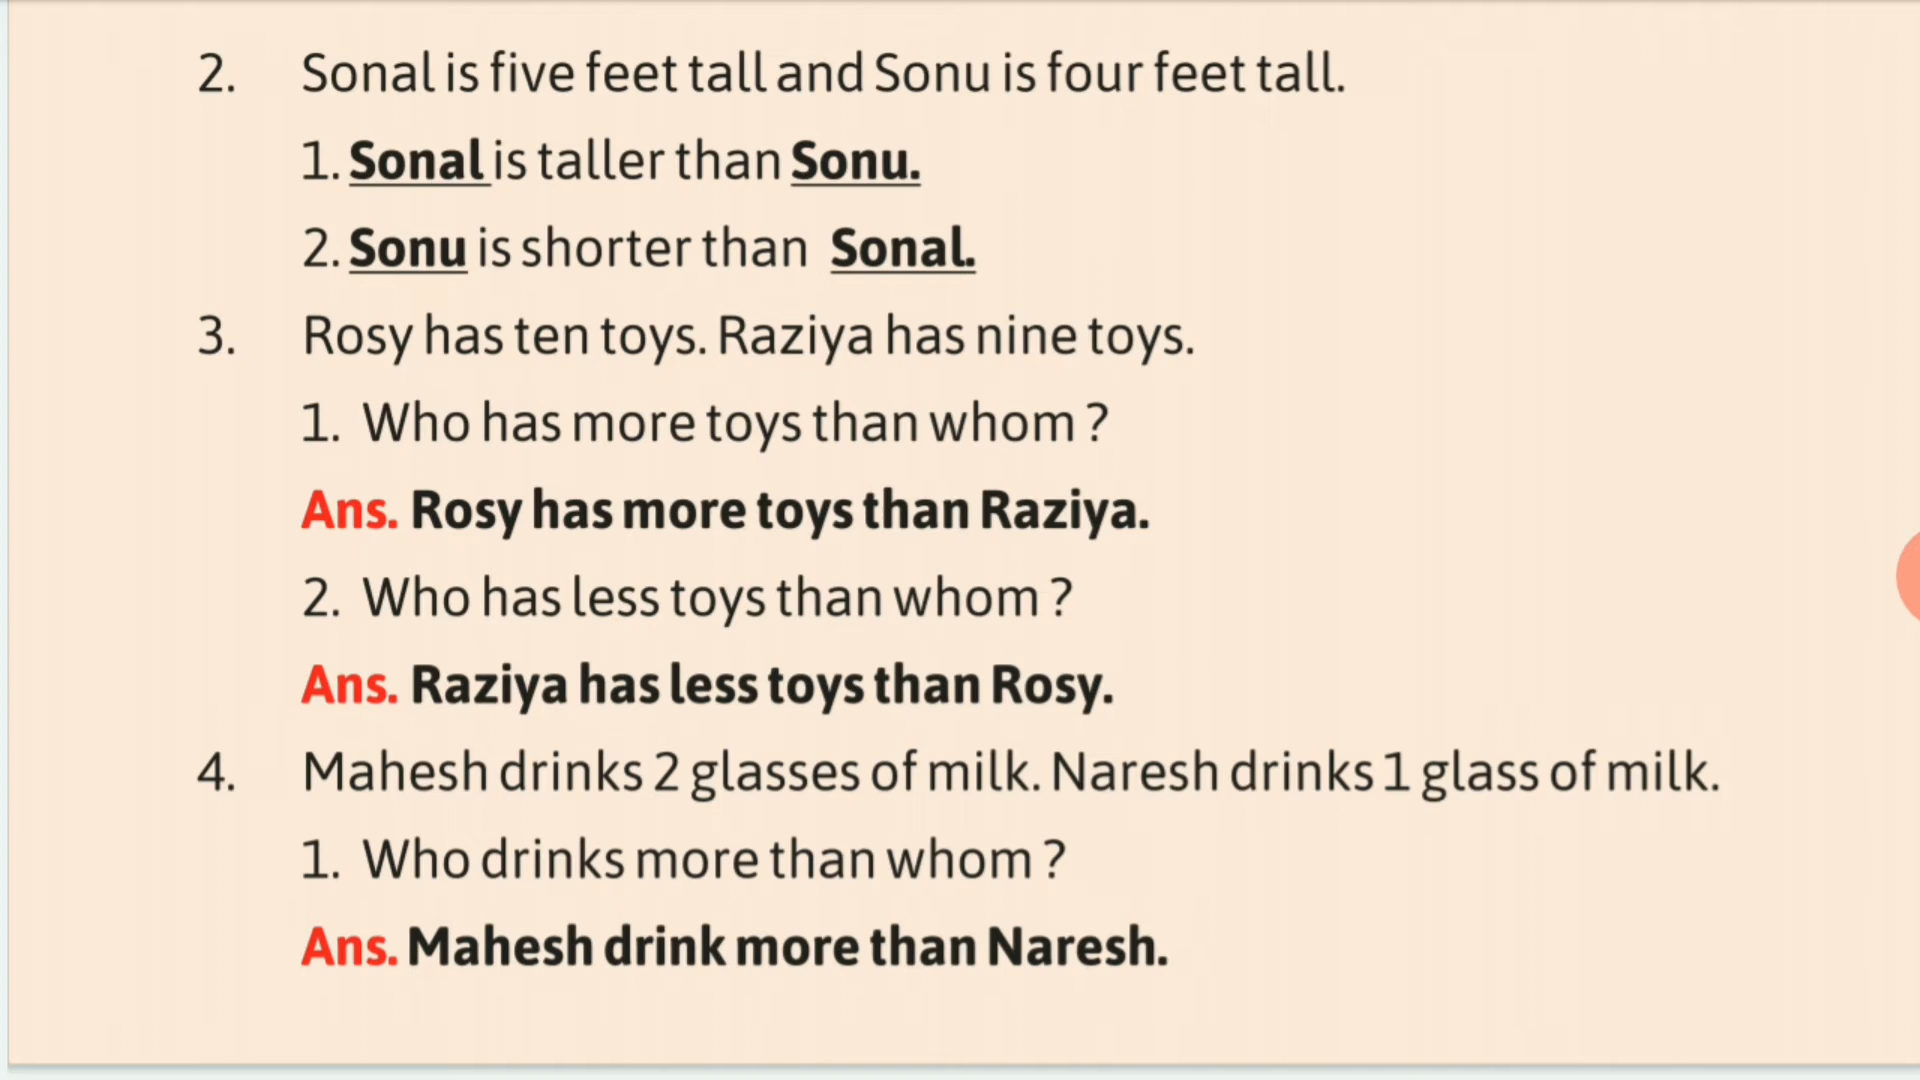 2. Sonal is five feet tall and Sonu is four feet tall.
1. Sonal is taller than Sonu.
2. Sonu is shorter than Sonal.
3. Rosy has ten toys. Raziya has nine toys.
1. Who has more toys than whom ?
Ans. Rosy has more toys than Raziya.
2. Who has less toys than whom ?
Ans. Raziya has less toys than Rosy.
4. Mahesh drinks 2 glasses of milk. Naresh drinks 1 glass of milk.
1. Who drinks more than whom ?
Ans. Mahesh drink more than Naresh.